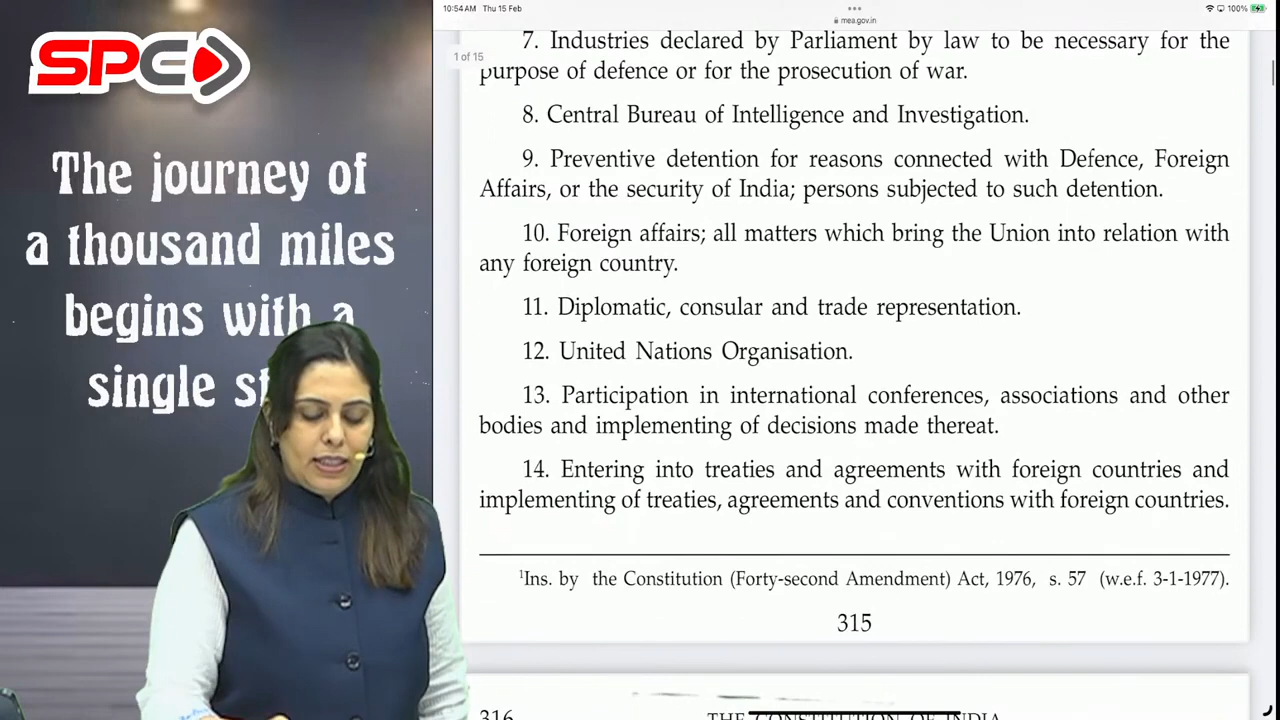 10:54 AM Thu 15 Feb
mea.gov.in
100%
SPE
The journey of
a thousand miles
begins with a
single
1 of 15
7. Industries declared by Parliament by law to be necessary for the
purpose of defence or for the prosecution of war.
8. Central Bureau of Intelligence and Investigation.
9. Preventive detention for reasons connected with Defence, Foreign
Affairs, or the security of India; persons subjected to such detention.
10. Foreign affairs; all matters which bring the Union into relation with
any foreign country.
11. Diplomatic, consular and trade representation.
12. United Nations Organisation.
13. Participation in international conferences, associations and other
bodies and implementing of decisions made thereat.
14. Entering into treaties and agreements with foreign countries and
implementing of treaties, agreements and conventions with foreign countries.
¹Ins. by the Constitution (Forty-second Amendment) Act, 1976, s. 57 (w.e.f. 3-1-1977).
315
316 THE CONSTITUTION OF INDIA